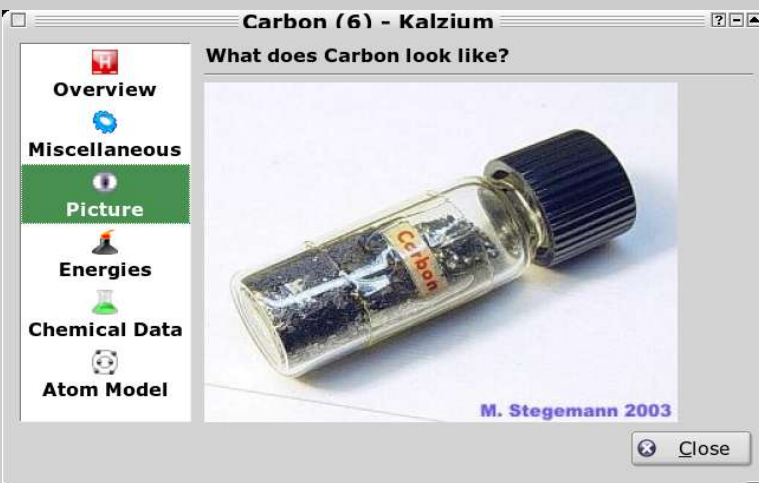 Carbon (6) - Kalzium
H
Overview
Miscellaneous
Picture
Energies
Chemical Data
Atom Model
What does Carbon look like?
Carbon
M. Stegemann 2003
Close